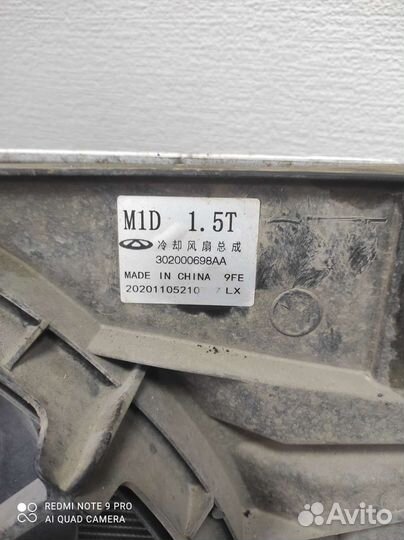 M1D 1.5T
冷却风扇总成
302000698AA
MADE IN CHINA 9FE
20201105210 LX
REDMI NOTE 9 PRO
AI QUAD CAMERA
Avito